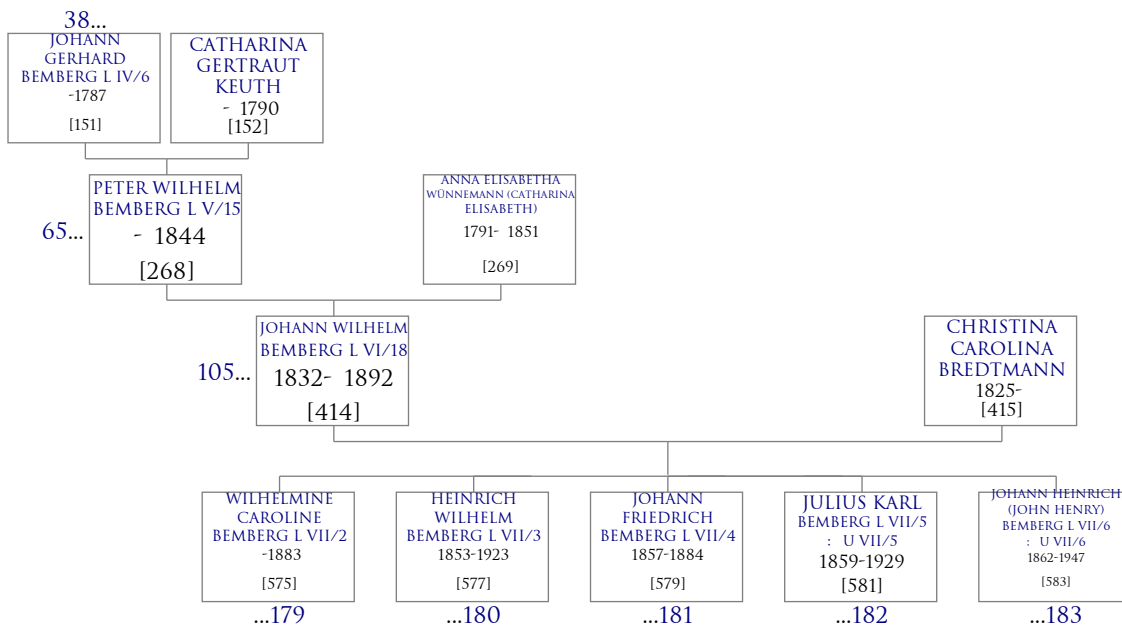 38...
JOHANN
GERHARD
BEMBERG L IV/6
-1787
[151]
CATHARINA
GERTRAUT
KEUTH
- 1790
[152]
PETER WILHELM
BEMBERG L V/15
- 1844
[268]
65...
ANNA ELISABETHA
WÜNNEMANN (CATHARINA
ELISABETH)
1791- 1851
[269]
JOHANN WILHELM
BEMBERG L VI/18
1832- 1892
[414]
105...
CHRISTINA
CAROLINA
BREDTMANN
1825-
[415]
WILHELMINE
CAROLINE
BEMBERG L VII/2
-1883
[575]
...179
HEINRICH
WILHELM
BEMBERG L VII/3
1853-1923
[577]
...180
JOHANN
FRIEDRICH
BEMBERG L VII/4
1857-1884
[579]
...181
JULIUS KARL
BEMBERG L VII/5
: U VII/5
1859-1929
[581]
...182
JOHANN HEINRICH
(JOHN HENRY)
BEMBERG L VII/6
: U VII/6
1862-1947
[583]
...183